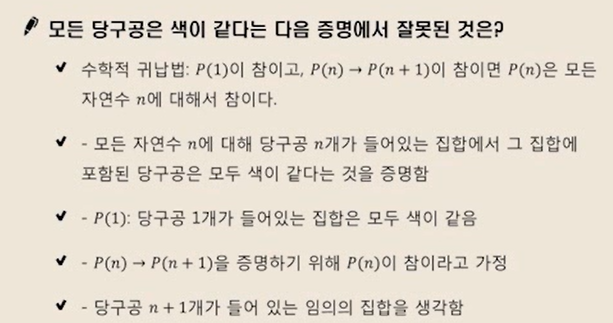 모든 당구공은 색이 같다는 다음 증명에서 잘못된 것은?
✔ 수학적 귀납법: P(1)이 참이고, P(n) → P(n + 1)이 참이면 P(n)은 모든
자연수 n에 대해서 참이다.
✔ - 모든 자연수 n에 대해 당구공 n개가 들어있는 집합에서 그 집합에
포함된 당구공은 모두 색이 같다는 것을 증명함
✔ - P(1): 당구공 1개가 들어있는 집합은 모두 색이 같음
✔ - P(n) → P(n + 1)을 증명하기 위해 P(n)이 참이라고 가정
✔ - 당구공 n + 1개가 들어 있는 임의의 집합을 생각함